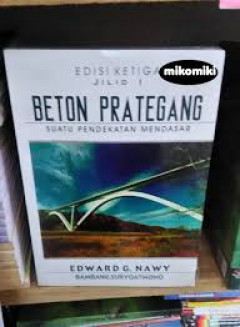 EDISI KETIGA
mikomiki
JILID 1
BETON PRATEGANG
SUATU PENDEKATAN MENDASAR
EDWARD G. NAWY
BAMBANG SURYOATMONO